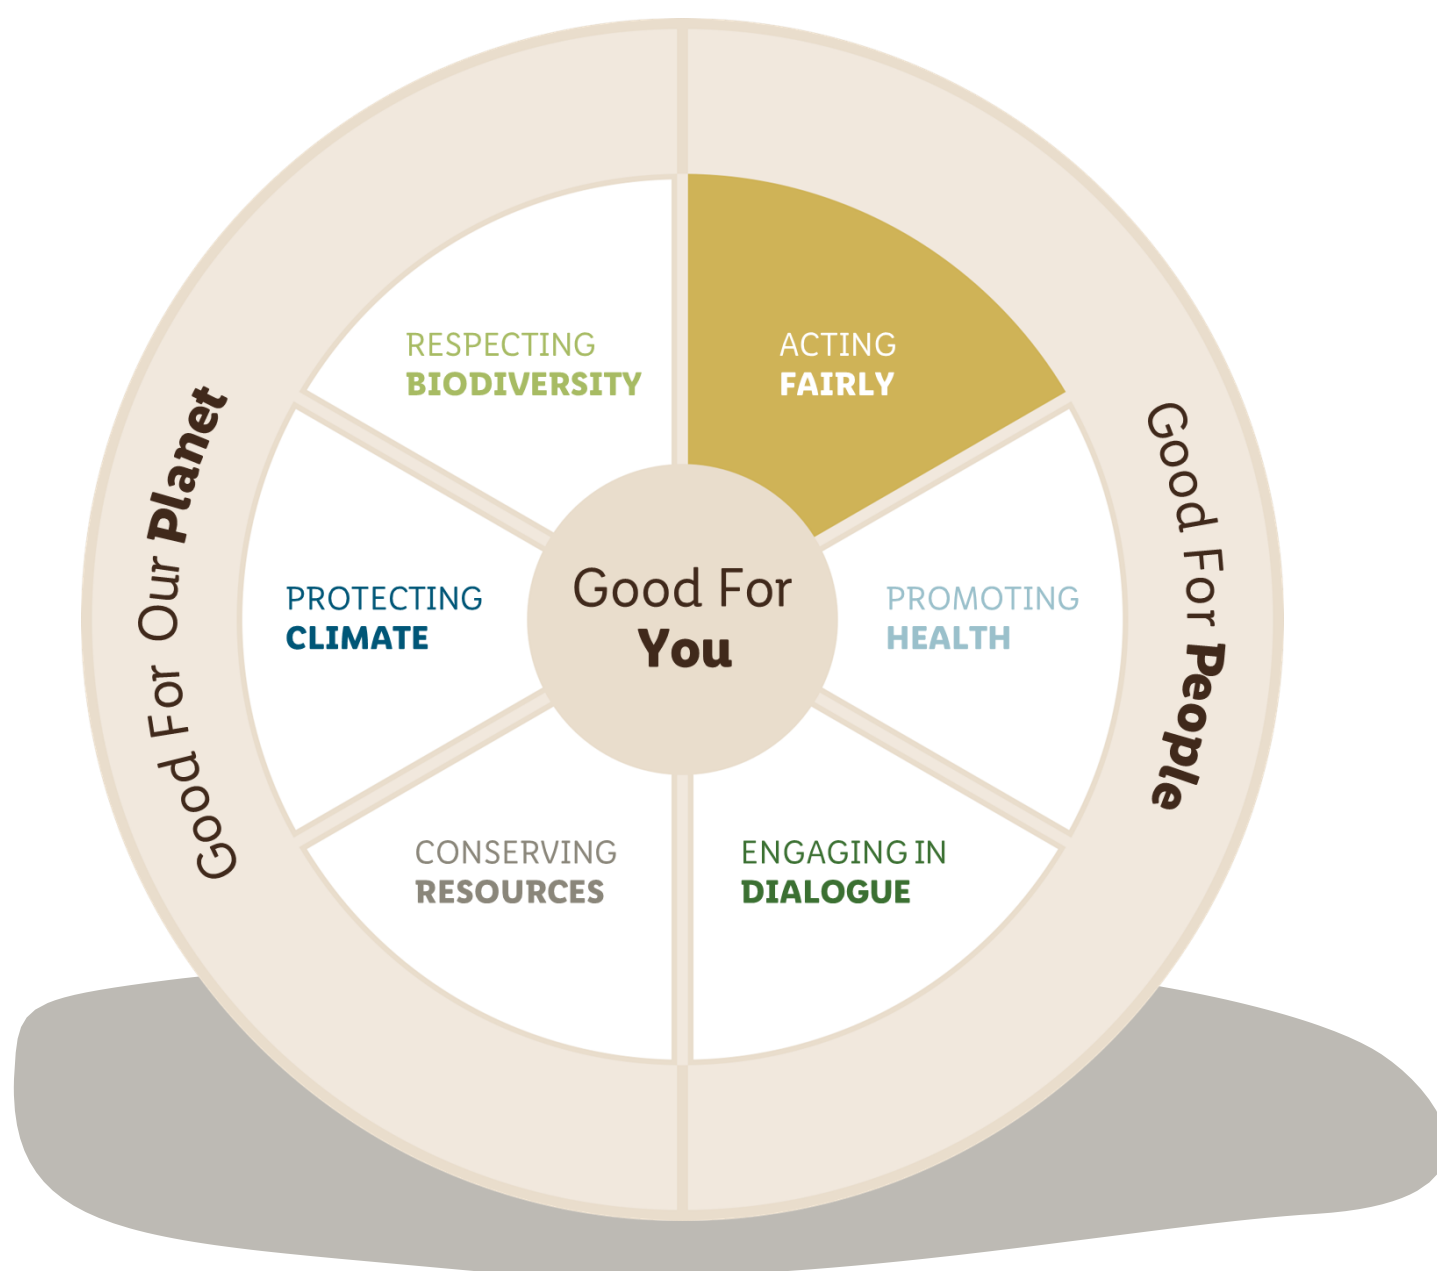 RESPECTING
BIODIVERSITY
ACTING
FAIRLY
Good For Our Planet
PROTECTING
CLIMATE
Good For
You
PROMOTING
HEALTH
Good For People
CONSERVING
RESOURCES
ENGAGING IN
DIALOGUE